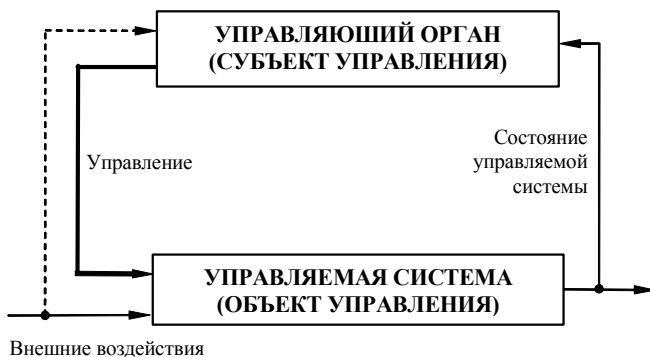 УПРАВЛЯЮШИЙ ОРГАН
(СУБЪЕКТ УПРАВЛЕНИЯ)
Управление
Состояние
управляемой
системы
УПРАВЛЯЕМАЯ СИСТЕМА
(ОБЪЕКТ УПРАВЛЕНИЯ)
Внешние воздействия